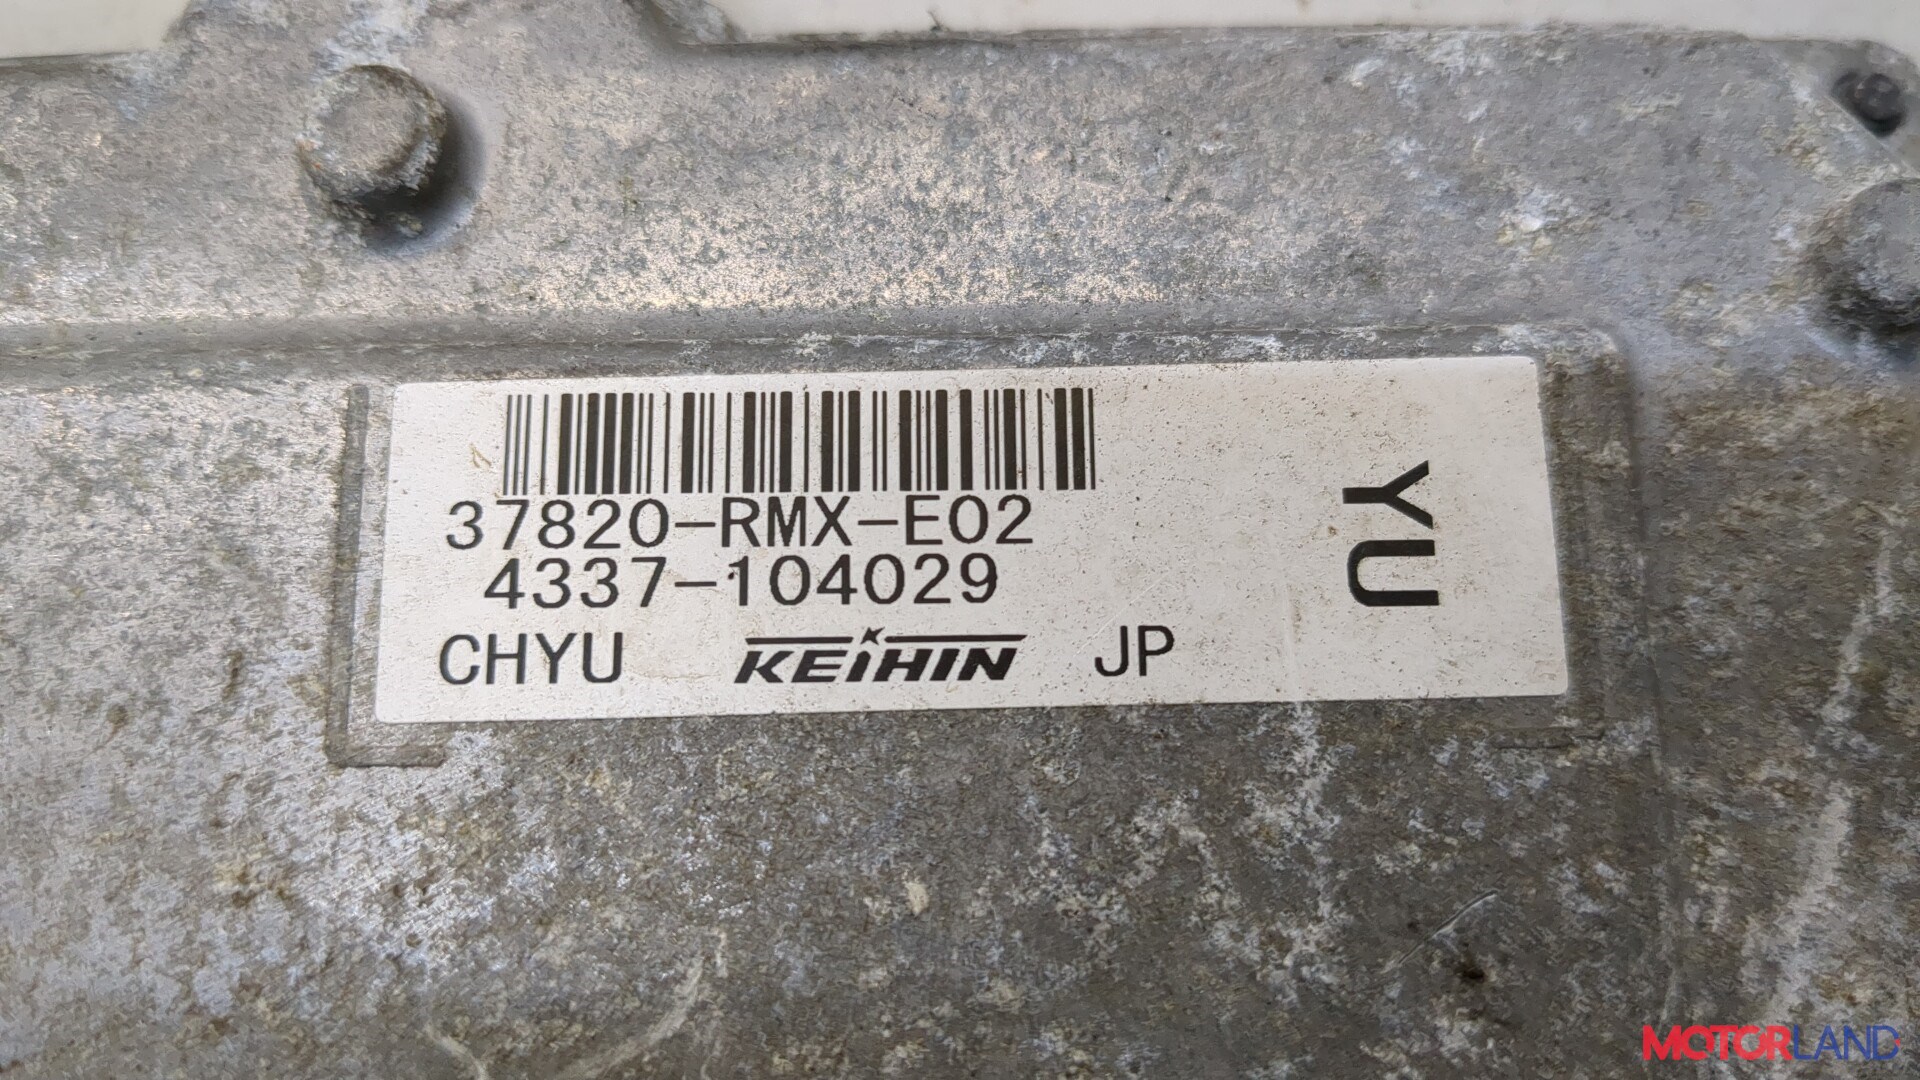 37820-RMX-E02
4337-104029
CHYU KEIHIN JP
YU
MOTORLAND